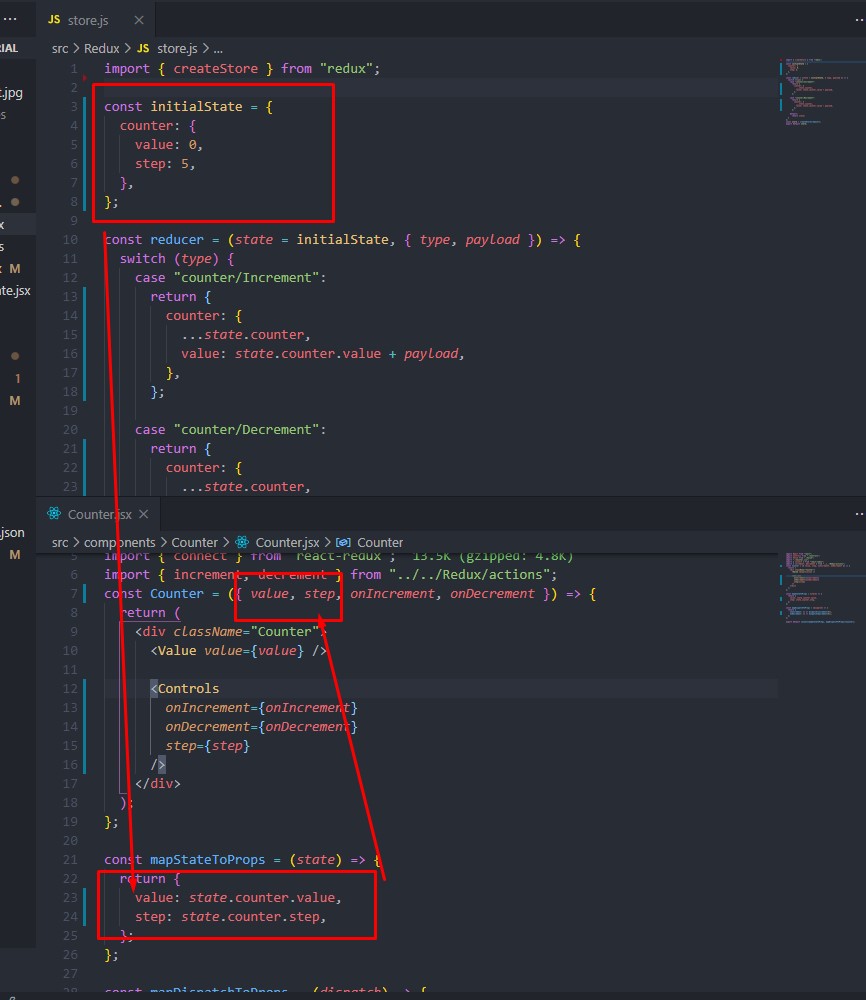 JS store.js
src > Redux > JS store.js > ...
IAL
.jpg
s
x
s
M
te.jsx
1
M
.json
M
1 import { createStore } from "redux";
2
3 const initialState = {
4 counter: {
5 value: 0,
6 step: 5,
7 },
8 };
9
10 const reducer = (state = initialState, { type, payload }) => {
11 switch (type) {
12 case "counter/Increment":
13 return {
14 counter: {
15 ...state.counter,
16 value: state.counter.value + payload,
17 },
18 };
19
20 case "counter/Decrement":
21 return {
22 counter: {
23 ...state.counter,
Counter.jsx
src > components > Counter > Counter.jsx > Counter
5 import { connect } from "react-redux"; 13.5K (gzipped: 4.8K)
6 import { increment, decrement } from "../../Redux/actions";
7 const Counter = ({ value, step, onIncrement, onDecrement }) => {
8 return (
9 <div className="Counter">
10 <Value value={value} />
11
12 <Controls
13 onIncrement={onIncrement}
14 onDecrement={onDecrement}
15 step={step}
16 />
17 </div>
18 );
19 };
20
21 const mapStateToProps = (state) => {
22 return {
23 value: state.counter.value,
24 step: state.counter.step,
25 };
26 };
27
28 const mapDispatchToProps = (dispatch) => {